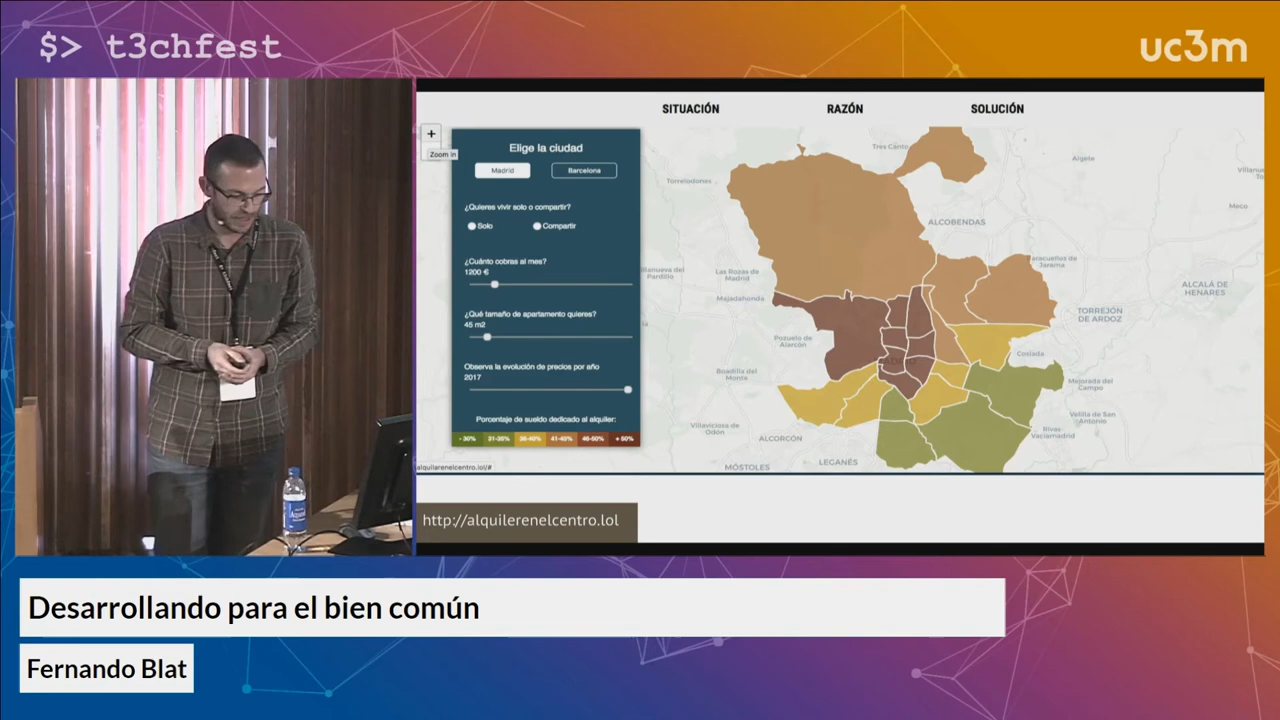 $> t3chfest
uc3m
SITUACIÓN
RAZÓN
SOLUCIÓN
+
Zoom in
Elige la ciudad
Madrid
Barcelona
¿Quieres vivir solo o compartir?
Solo
Compartir
¿Cuánto cobras al mes?
1200 €
¿Qué tamaño de apartamento quieres?
45 m2
Observa la evolución de precios por año
2017
Porcentaje de sueldo dedicado al alquiler:
- 30%
31-35%
36-40%
41-45%
46-50%
+ 50%
Tres Canto
Algete
Torrelodones
Meco
ALCOBENDAS
Las Rozas de
Madrid
Majadahonda
ALCALÁ DE
HENARES
TORREJÓN
DE ARDOZ
Pozuelo de
Alarcón
Coslada
Boadilla del
Monte
Mejorada del
Campo
Velilla de San
Antonio
Rivas-
Vaciamadrid
Villaviciosa de
Odón
ALCORCÓN
MÓSTOLES
LEGANÉS
alquilarenelcentro.lol/#
http://alquilerenelcentro.lol
Desarrollando para el bien común
Fernando Blat